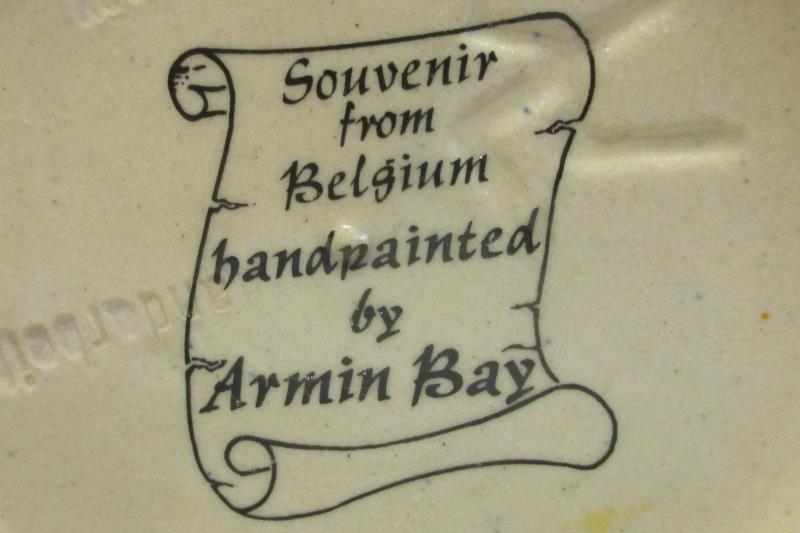 Souvenir
from
Belgium
handpainted
by
Armin Bay